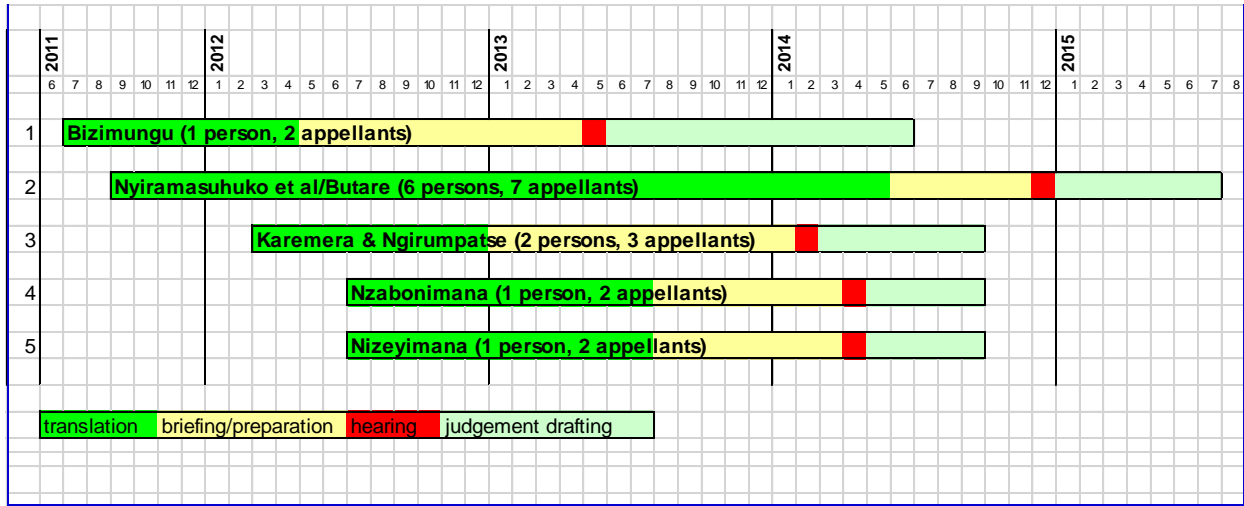 2011 2012 2013 2014 2015
6 7 8 9 10 11 12 1 2 3 4 5 6 7 8 9 10 11 12 1 2 3 4 5 6 7 8 9 10 11 12 1 2 3 4 5 6 7 8 9 10 11 12 1 2 3 4 5 6 7 8
1 Bizimungu (1 person, 2 appellants)
2 Nyiramasuhuko et al/Butare (6 persons, 7 appellants)
3 Karemera & Ngirumpatse (2 persons, 3 appellants)
4 Nzabonimana (1 person, 2 appellants)
5 Nizeyimana (1 person, 2 appellants)
translation briefing/preparation hearing judgement drafting